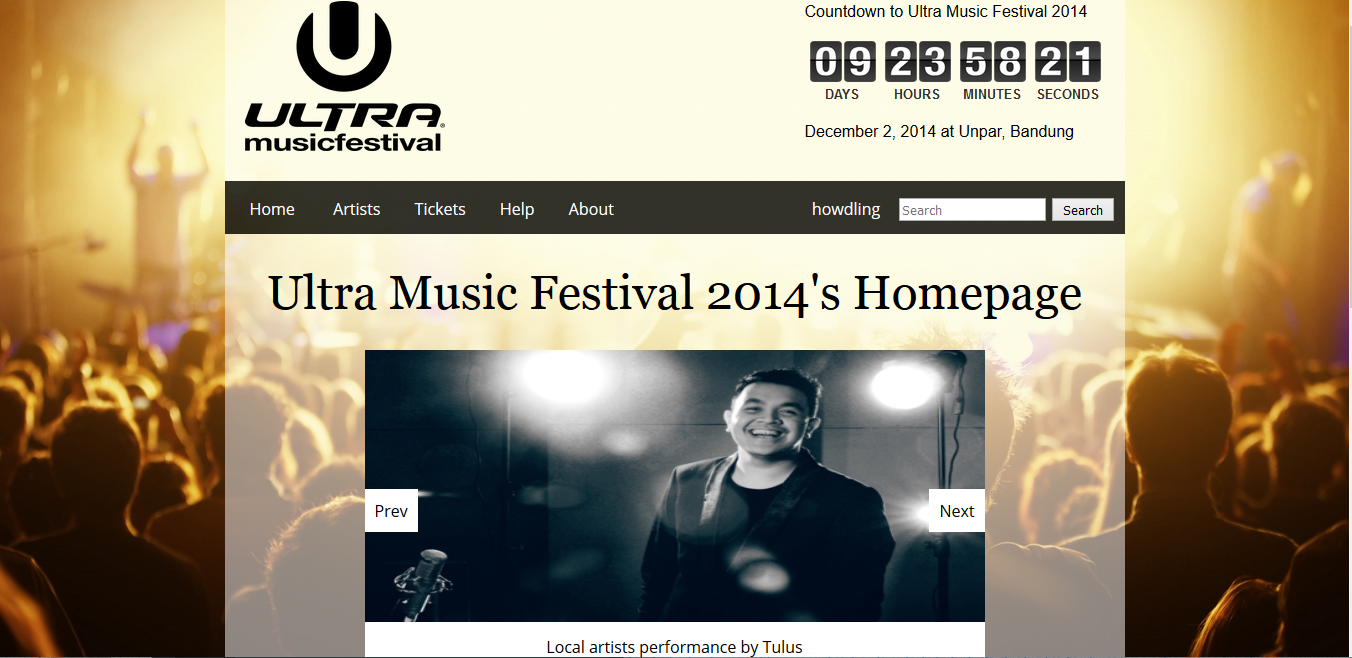 ULTRA
musicfestival
Countdown to Ultra Music Festival 2014
09 23 58 21
DAYS HOURS MINUTES SECONDS
December 2, 2014 at Unpar, Bandung
Home Artists Tickets Help About howdling Search Search
Ultra Music Festival 2014's Homepage
Prev Next
Local artists performance by Tulus